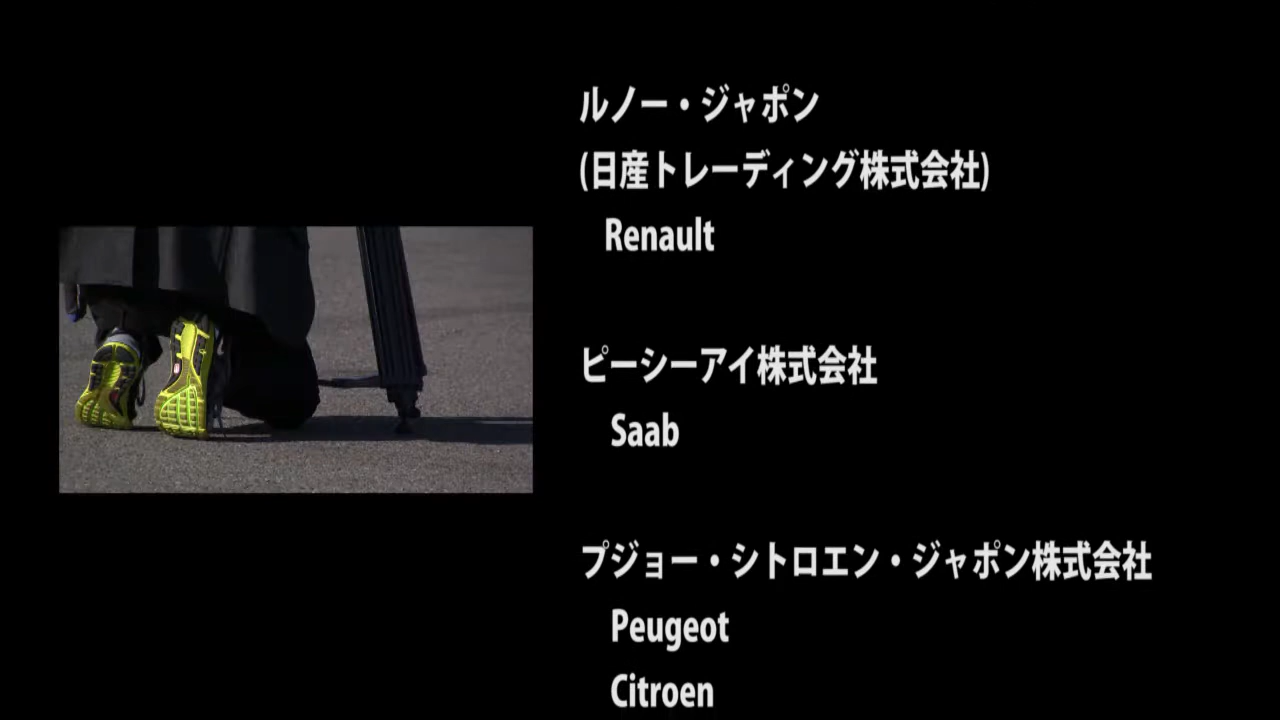 ルノー・ジャポン
(日産トレーディング株式会社)
Renault
ピーシーアイ株式会社
Saab
プジョー・シトロエン・ジャポン株式会社
Peugeot
Citroen